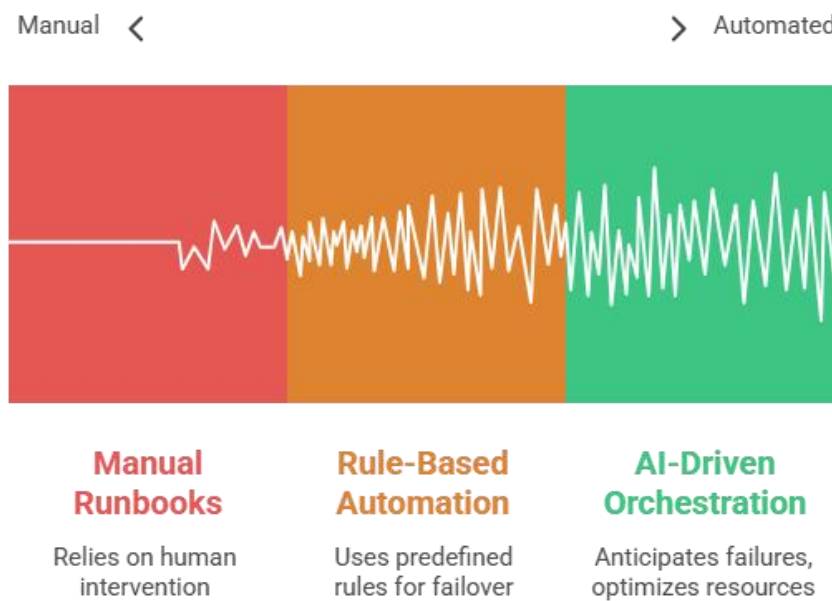 Manual
Automated
Manual
Runbooks
Relies on human
intervention
Rule-Based
Automation
Uses predefined
rules for failover
AI-Driven
Orchestration
Anticipates failures,
optimizes resources